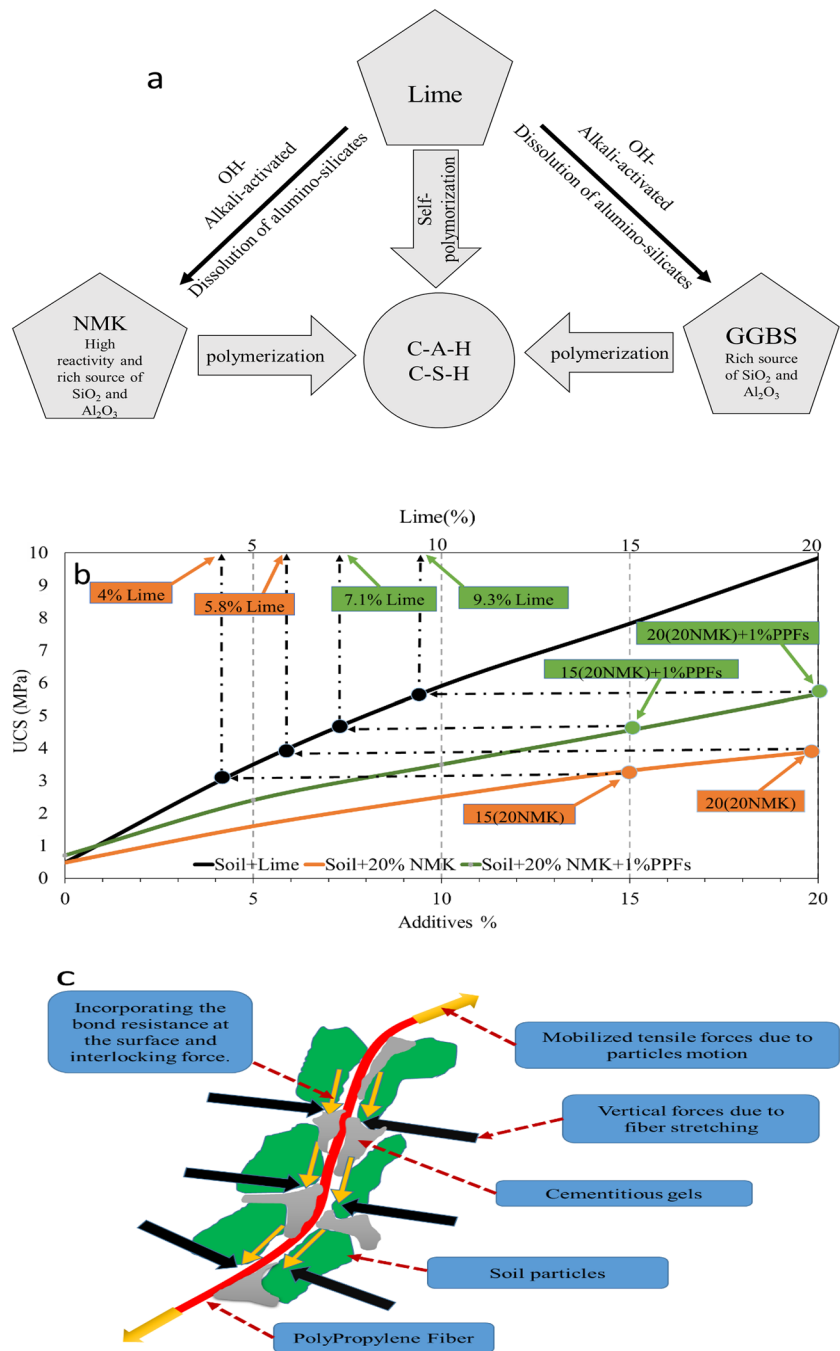 a
Lime
OH-
Alkali-activated
Dissolution of alumino-silicates
Self-
polymorization
OH-
Alkali-activated
Dissolution of alumino-silicates
NMK
High
reactivity and
rich source of
SiO₂ and
Al₂O₃
polymerization
C-A-H
C-S-H
polymerization
GGBS
Rich source
of SiO₂ and
Al₂O₃
Lime(%)
5
10
15
20
b
10
9
8
7
6
5
4
3
2
1
0
UCS (MPa)
4% Lime
5.8% Lime
7.1% Lime
9.3% Lime
20(20NMK)+1%PPFs
15(20NMK)+1%PPFs
15(20NMK)
20(20NMK)
Soil+Lime
Soil+20% NMK
Soil+20% NMK+1%PPFs
0
5
10
15
20
Additives %
c
Incorporating the
bond resistance at
the surface and
interlocking force.
Mobilized tensile forces due to
particles motion
Vertical forces due to
fiber stretching
Cementitious gels
Soil particles
PolyPropylene Fiber